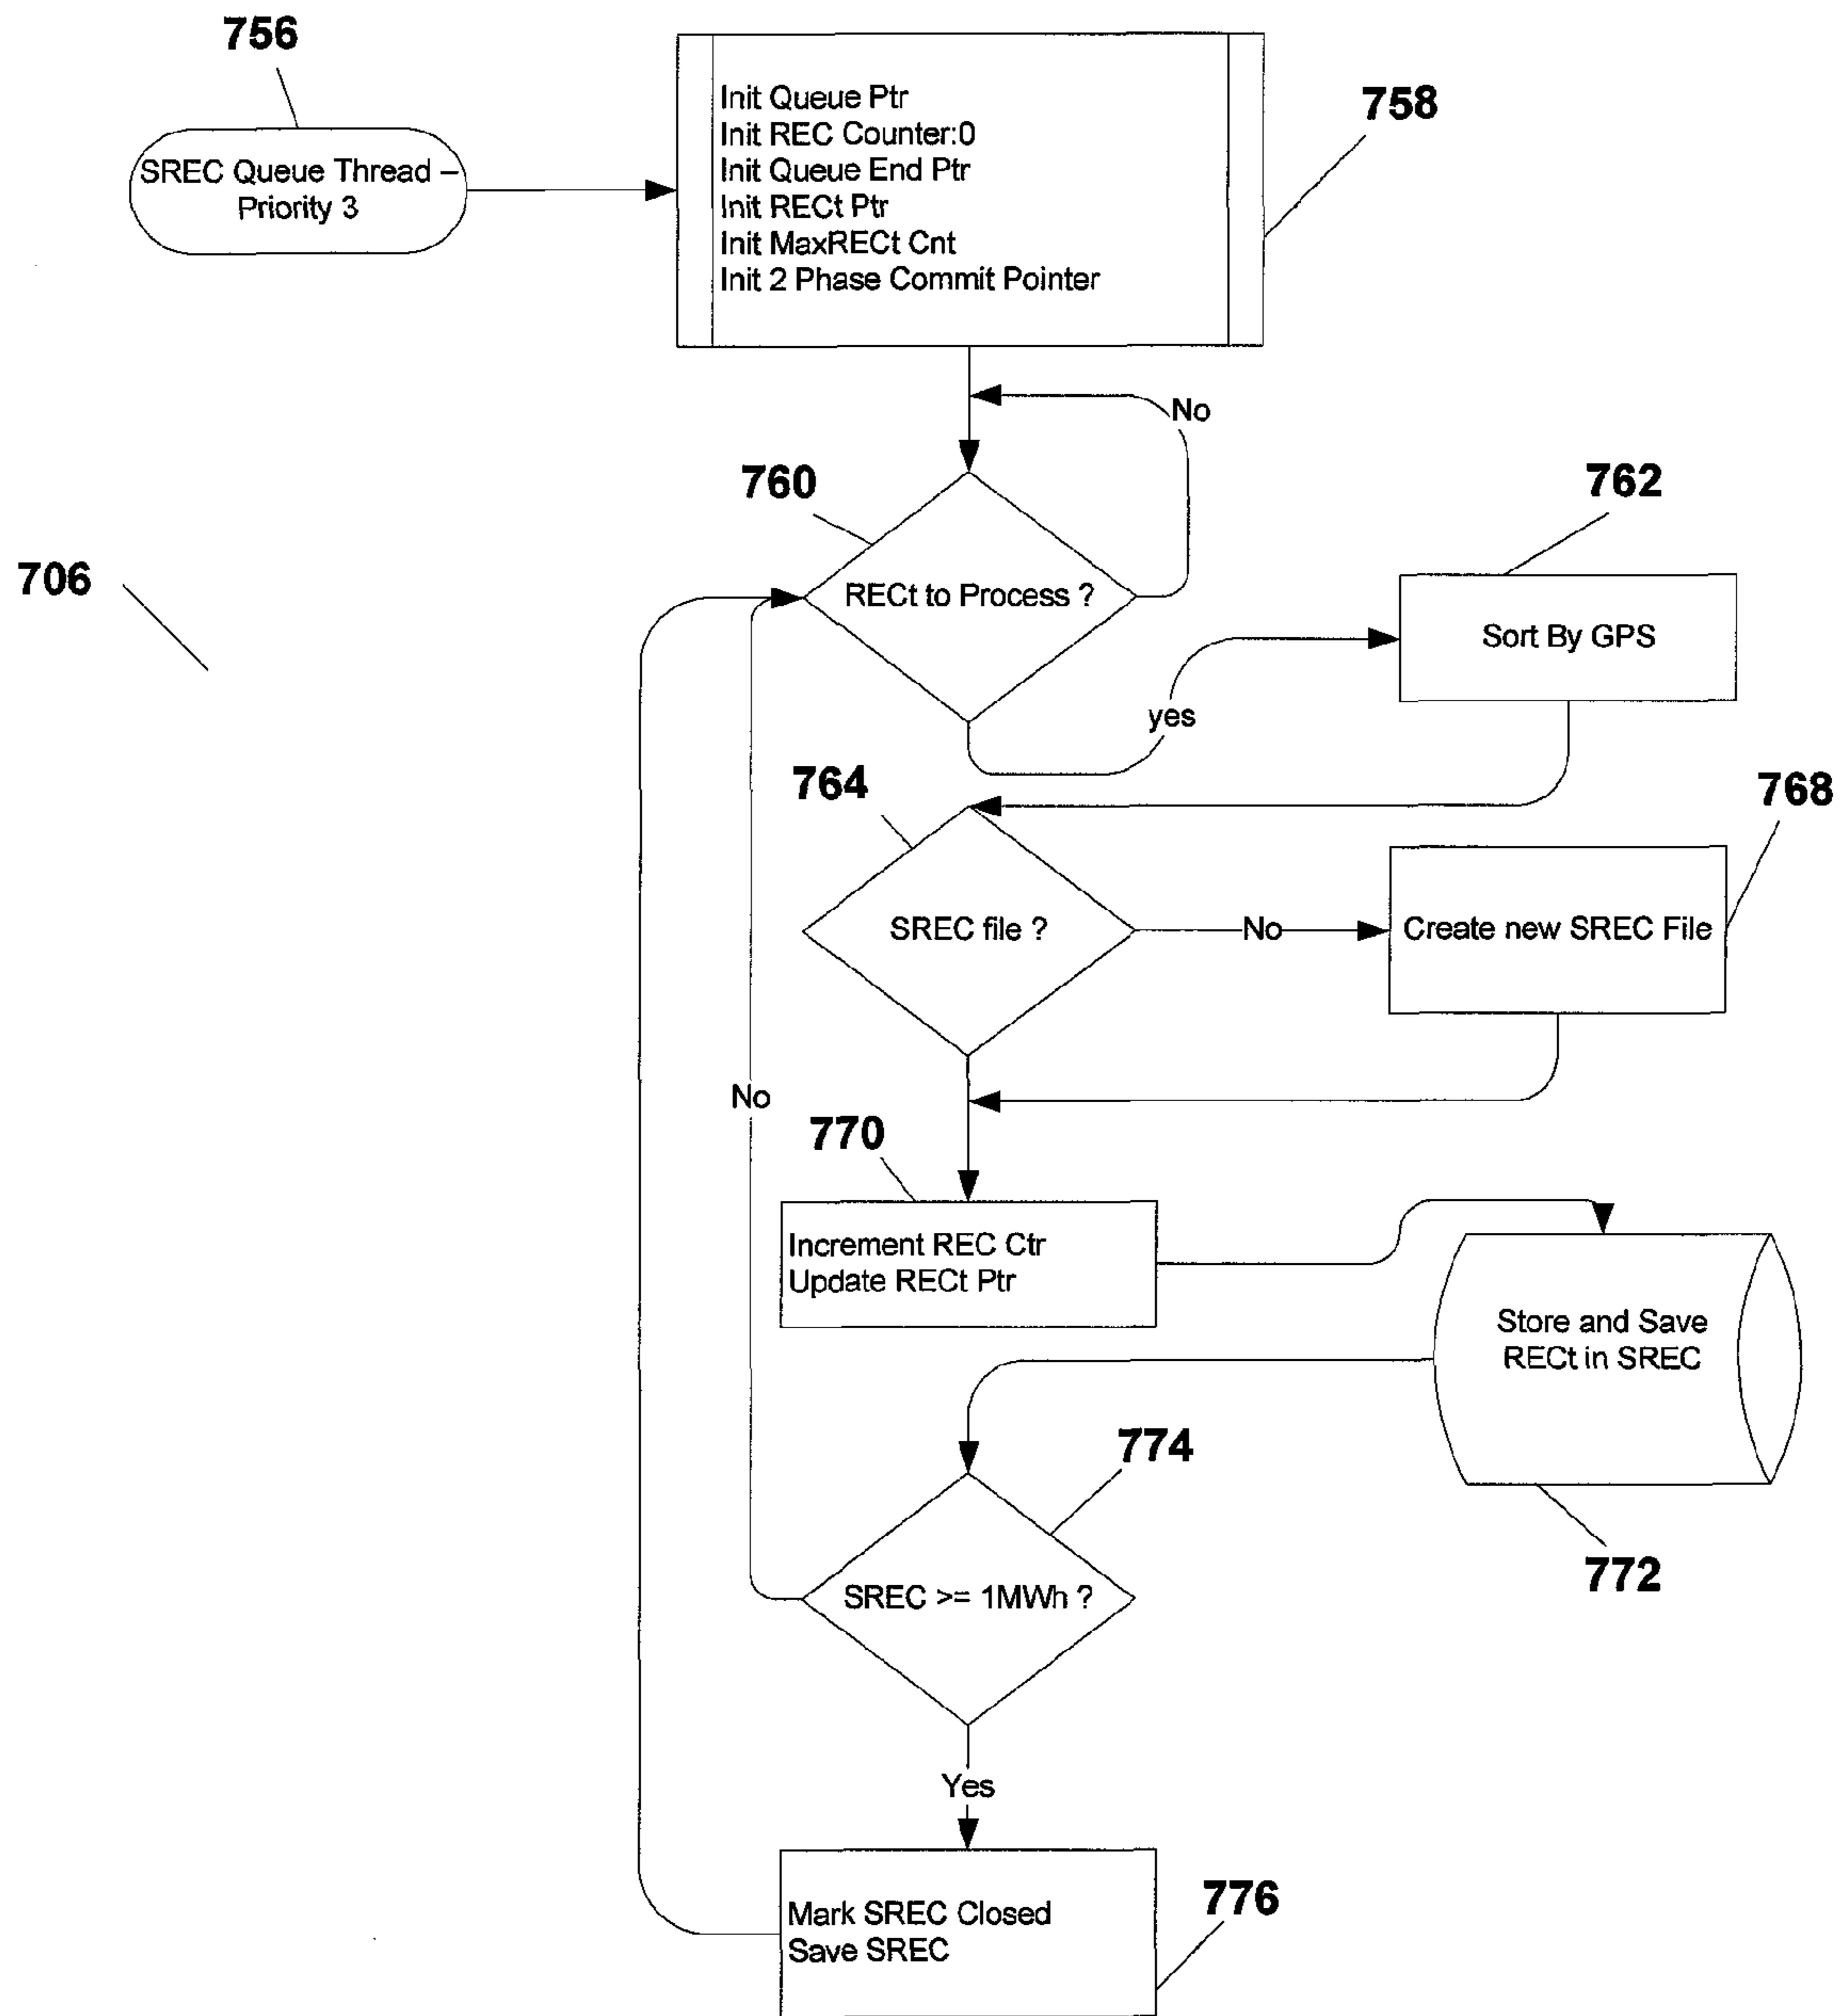 756
SREC Queue Thread –
Priority 3
758
Init Queue Ptr
Init REC Counter:0
Init Queue End Ptr
Init RECt Ptr
Init MaxRECt Cnt
Init 2 Phase Commit Pointer
No
760
RECt to Process ?
762
Sort By GPS
706
yes
764
SREC file ?
No
768
Create new SREC File
No
770
Increment REC Ctr
Update RECt Ptr
Store and Save
RECt in SREC
772
774
SREC >= 1MWh ?
Yes
776
Mark SREC Closed
Save SREC